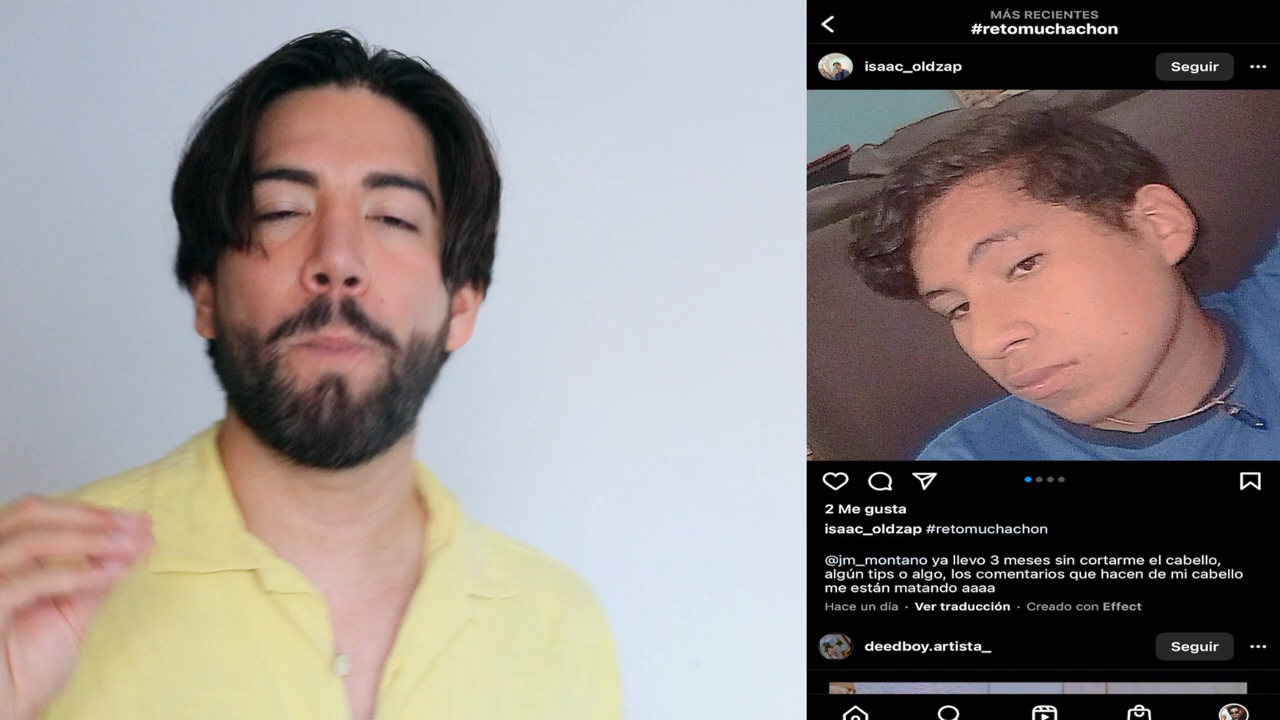 MÁS RECIENTES
#retomuchachon
isaac_oldzap
Seguir
2 Me gusta
isaac_oldzap #retomuchachon
@jm_montano ya llevo 3 meses sin cortarme el cabello,
algún tips o algo, los comentarios que hacen de mi cabello
me están matando aaaa
Hace un día · Ver traducción · Creado con Effect
deedboy.artista_
Seguir